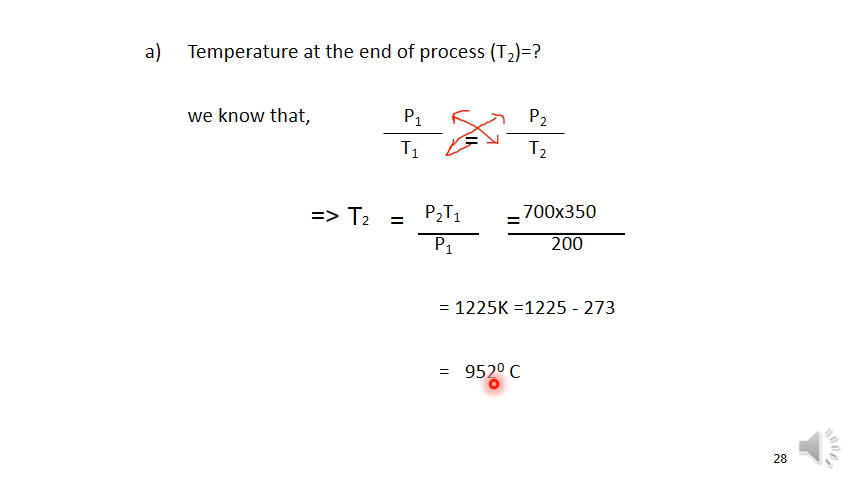 a) Temperature at the end of process (T₂)=?
we know that,
P₁ P₂
=
T₁ T₂
P₂T₁ 700x350
=> T₂ = =
P₁ 200
= 1225K =1225 - 273
= 952⁰ C
28